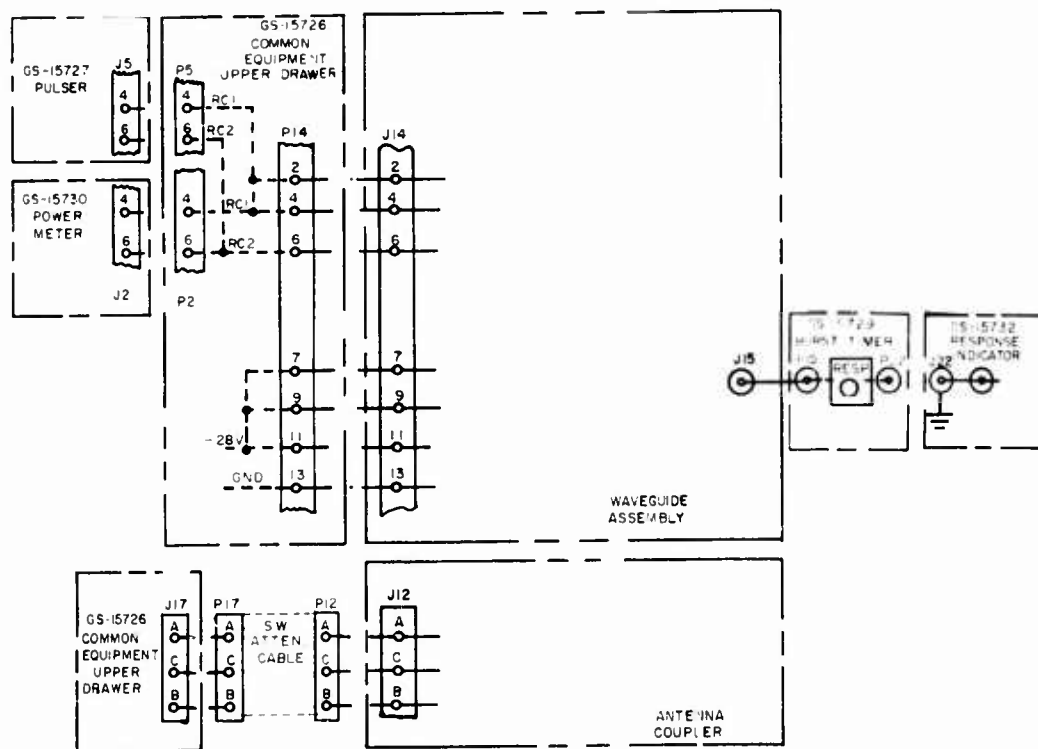 GS-15726
COMMON
EQUIPMENT
UPPER DRAWER
GS-15727
PULSER
J5
4
6
P5
4
6
RC1
RC2
P14
2
4
6
7
9
11
13
J14
2
4
6
7
9
11
13
GS-15730
POWER
METER
4
6
J2
4
6
P2
RC1
RC2
-28V
GND
WAVEGUIDE
ASSEMBLY
J15
TIMER
RESP
RESPONSE
INDICATOR
GS-15726
COMMON
EQUIPMENT
UPPER
DRAWER
J17
A
C
B
P17
A
C
B
SW
ATTEN
CABLE
P12
A
C
B
J12
A
C
B
ANTENNA
COUPLER